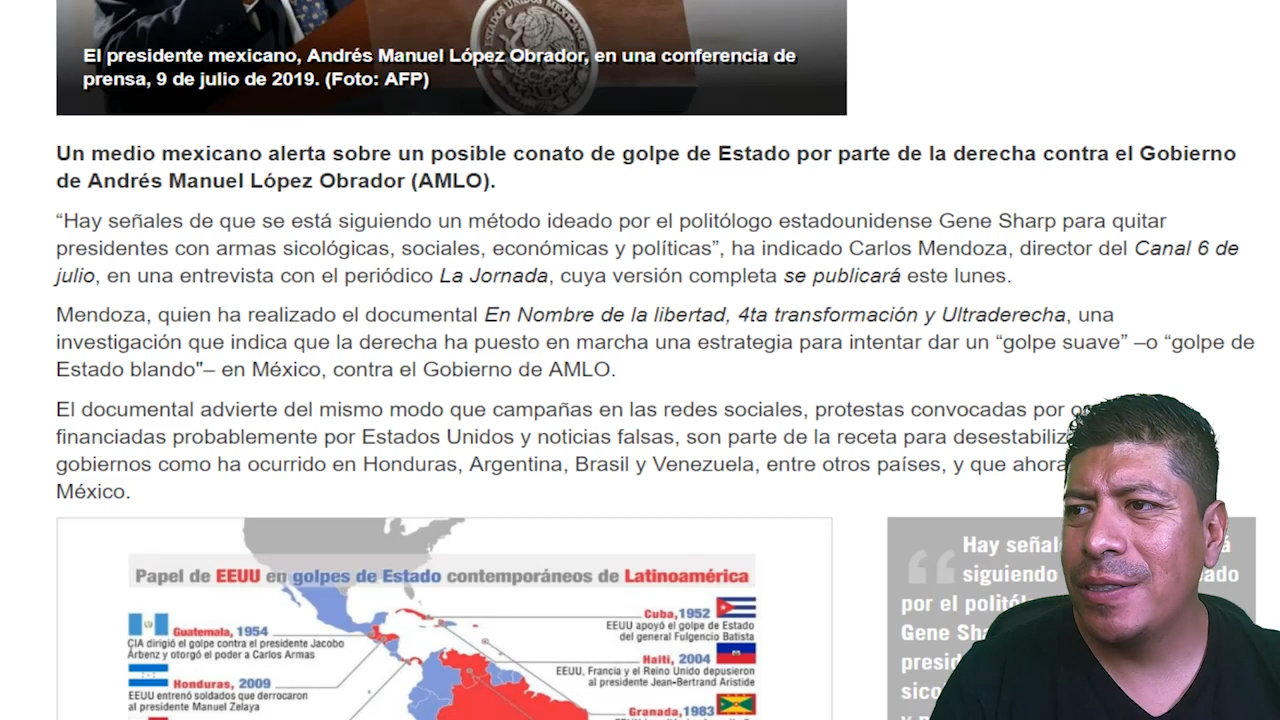 ESTADOS UNIDOS MEXICANOS
El presidente mexicano, Andrés Manuel López Obrador, en una conferencia de
prensa, 9 de julio de 2019. (Foto: AFP)
Un medio mexicano alerta sobre un posible conato de golpe de Estado por parte de la derecha contra el Gobierno
de Andrés Manuel López Obrador (AMLO).
“Hay señales de que se está siguiendo un método ideado por el politólogo estadounidense Gene Sharp para quitar
presidentes con armas sicológicas, sociales, económicas y políticas”, ha indicado Carlos Mendoza, director del Canal 6 de
julio, en una entrevista con el periódico La Jornada, cuya versión completa se publicará este lunes.
Mendoza, quien ha realizado el documental En Nombre de la libertad, 4ta transformación y Ultraderecha, una
investigación que indica que la derecha ha puesto en marcha una estrategia para intentar dar un “golpe suave” –o “golpe de
Estado blando"– en México, contra el Gobierno de AMLO.
El documental advierte del mismo modo que campañas en las redes sociales, protestas convocadas por
financiadas probablemente por Estados Unidos y noticias falsas, son parte de la receta para
gobiernos como ha ocurrido en Honduras, Argentina, Brasil y Venezuela, entre otros países, y que ahora
México.
Papel de EEUU en golpes de Estado contemporáneos de Latinoamérica
Guatemala, 1954
CIA dirigió el golpe contra el presidente Jacobo
Árbenz y otorgó el poder a Carlos Armas
Honduras, 2009
EEUU entrenó soldados que derrocaron
al presidente Manuel Zelaya
Cuba,1952
EEUU apoyó el golpe de Estado
del general Fulgencio Batista
Haití, 2004
EEUU, Francia y el Reino Unido depusieron
al presidente Jean-Bertrand Aristide
Granada,1983
“ Hay
siguiendo
por el
Gene